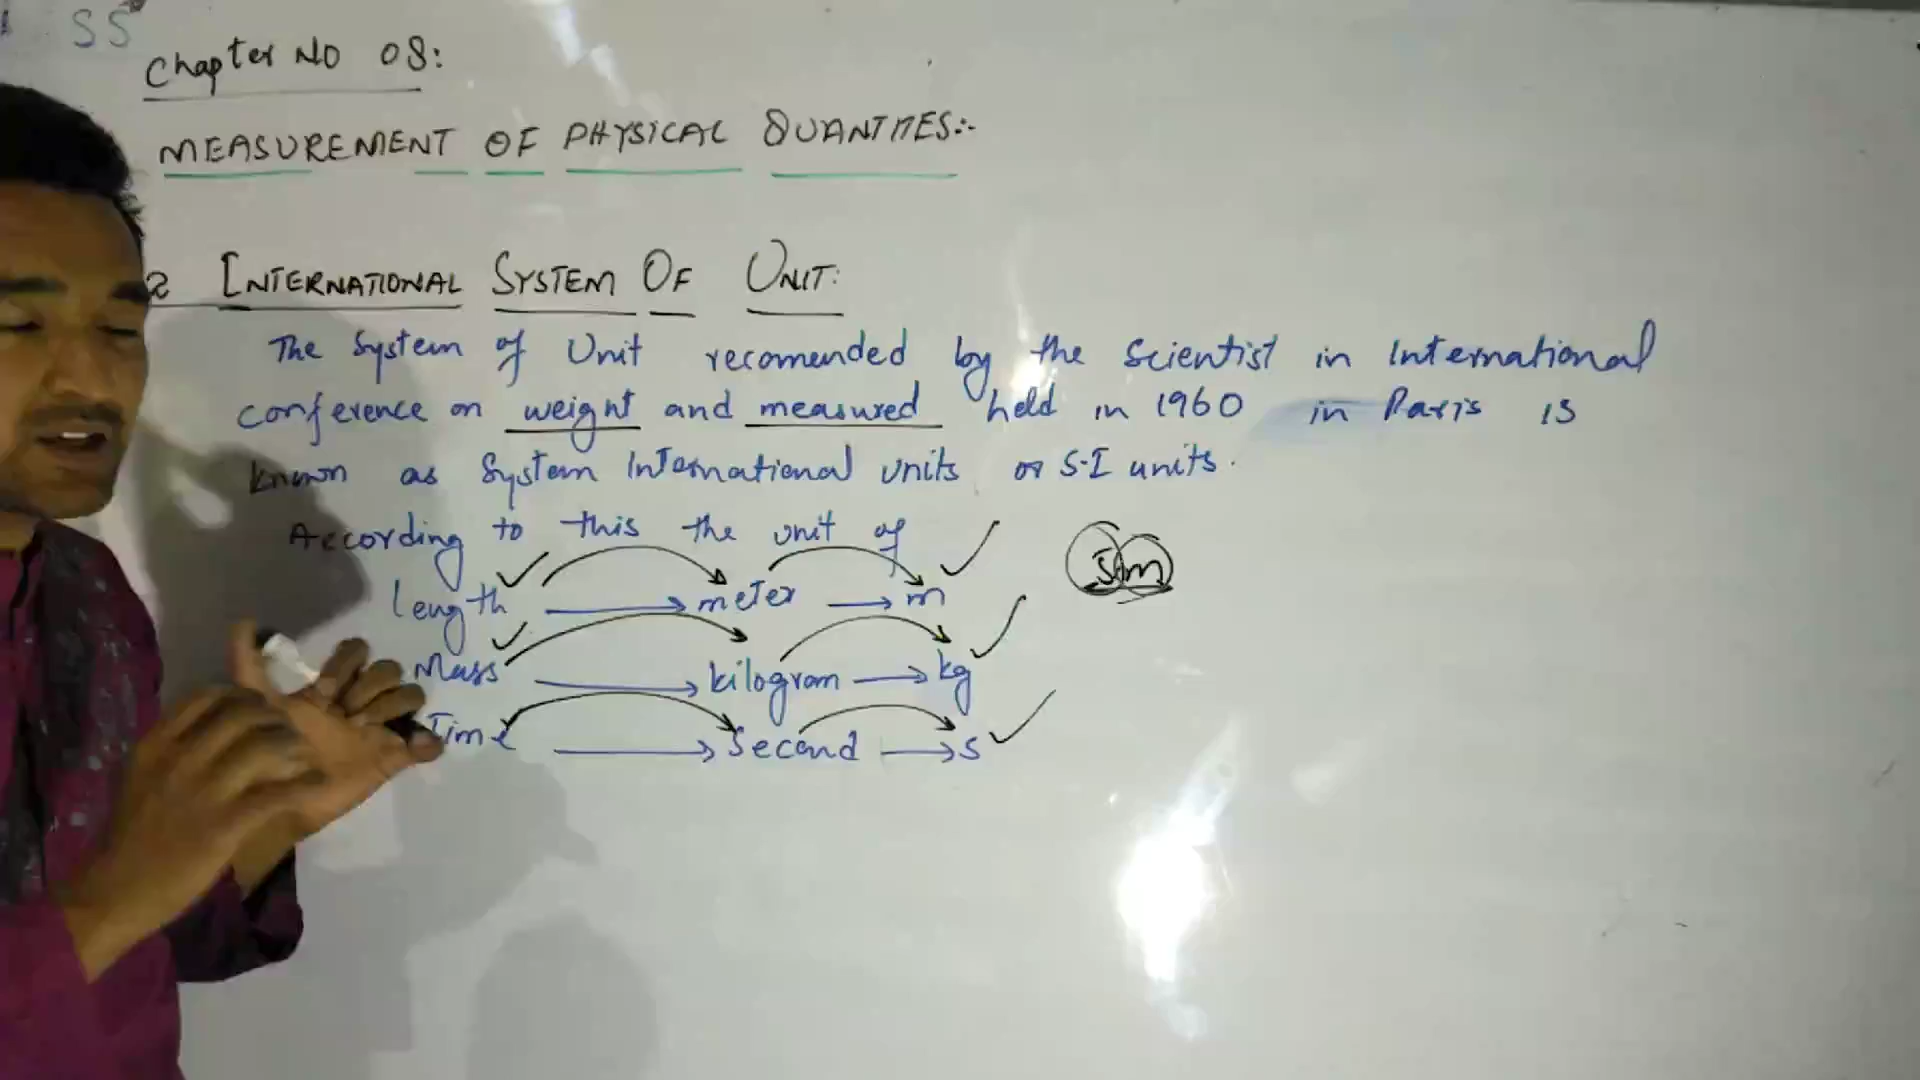 SS
Chapter NO 08:
MEASUREMENT OF PHYSICAL QUANTITIES:-
2 INTERNATIONAL SYSTEM OF UNIT:
The System of Unit recomended by the Scientist in International
conference on weight and measured held in 1960 in Paris is
known as System International units or S.I units.
According to this the unit of
length → meter → m
Mass → kilogram → kg
Time → Second → s
5m